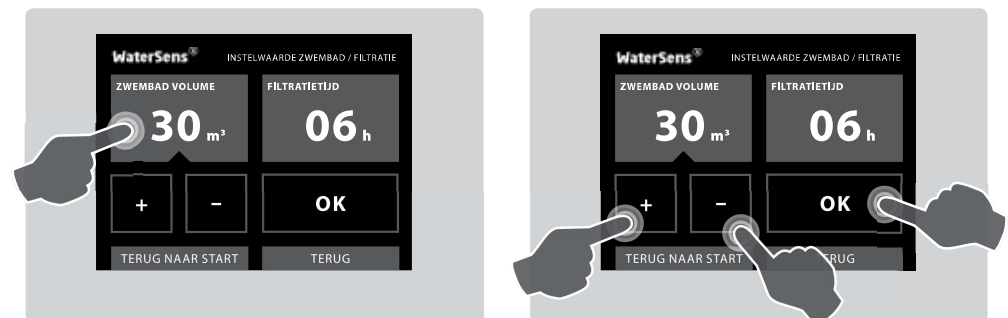 WaterSens®
INSTELWAARDE ZWEMBAD / FILTRATIE
ZWEMBAD VOLUME
30 m³
FILTRATIETIJD
06 h
+
-
OK
TERUG NAAR START
TERUG
WaterSens®
INSTELWAARDE ZWEMBAD / FILTRATIE
ZWEMBAD VOLUME
30 m³
FILTRATIETIJD
06 h
+
-
OK
TERUG NAAR START